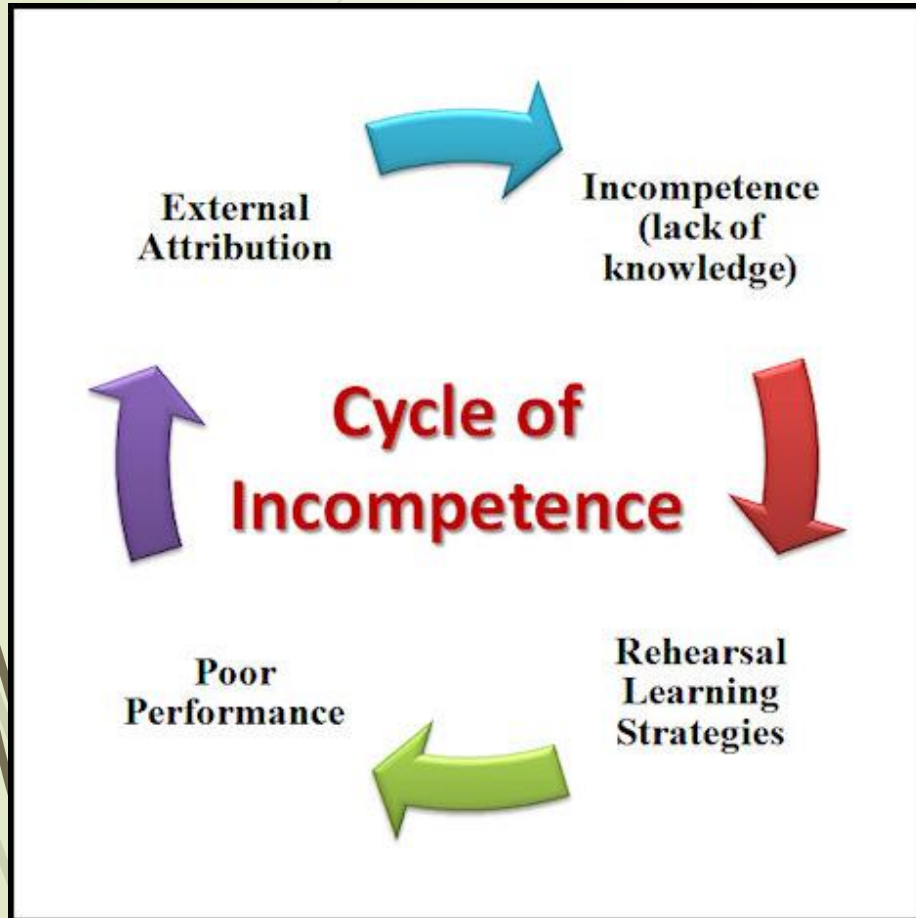 External
Attribution
Incompetence
(lack of
knowledge)
Cycle of
Incompetence
Poor
Performance
Rehearsal
Learning
Strategies